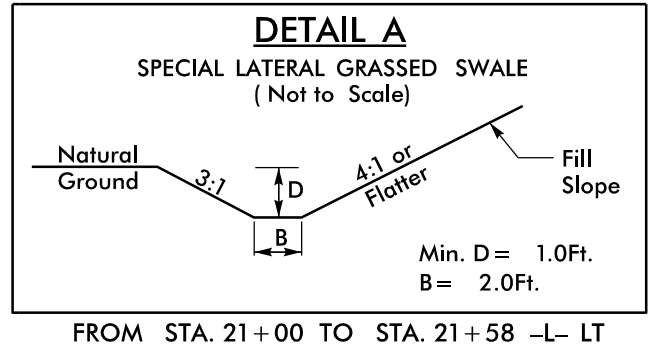 DETAIL A
SPECIAL LATERAL GRASSED SWALE
( Not to Scale)
Natural
Ground
3:1
D
B
4:1 or
Flatter
Fill
Slope
Min. D = 1.0Ft.
B = 2.0Ft.
FROM STA. 21+00 TO STA. 21+58 -L- LT